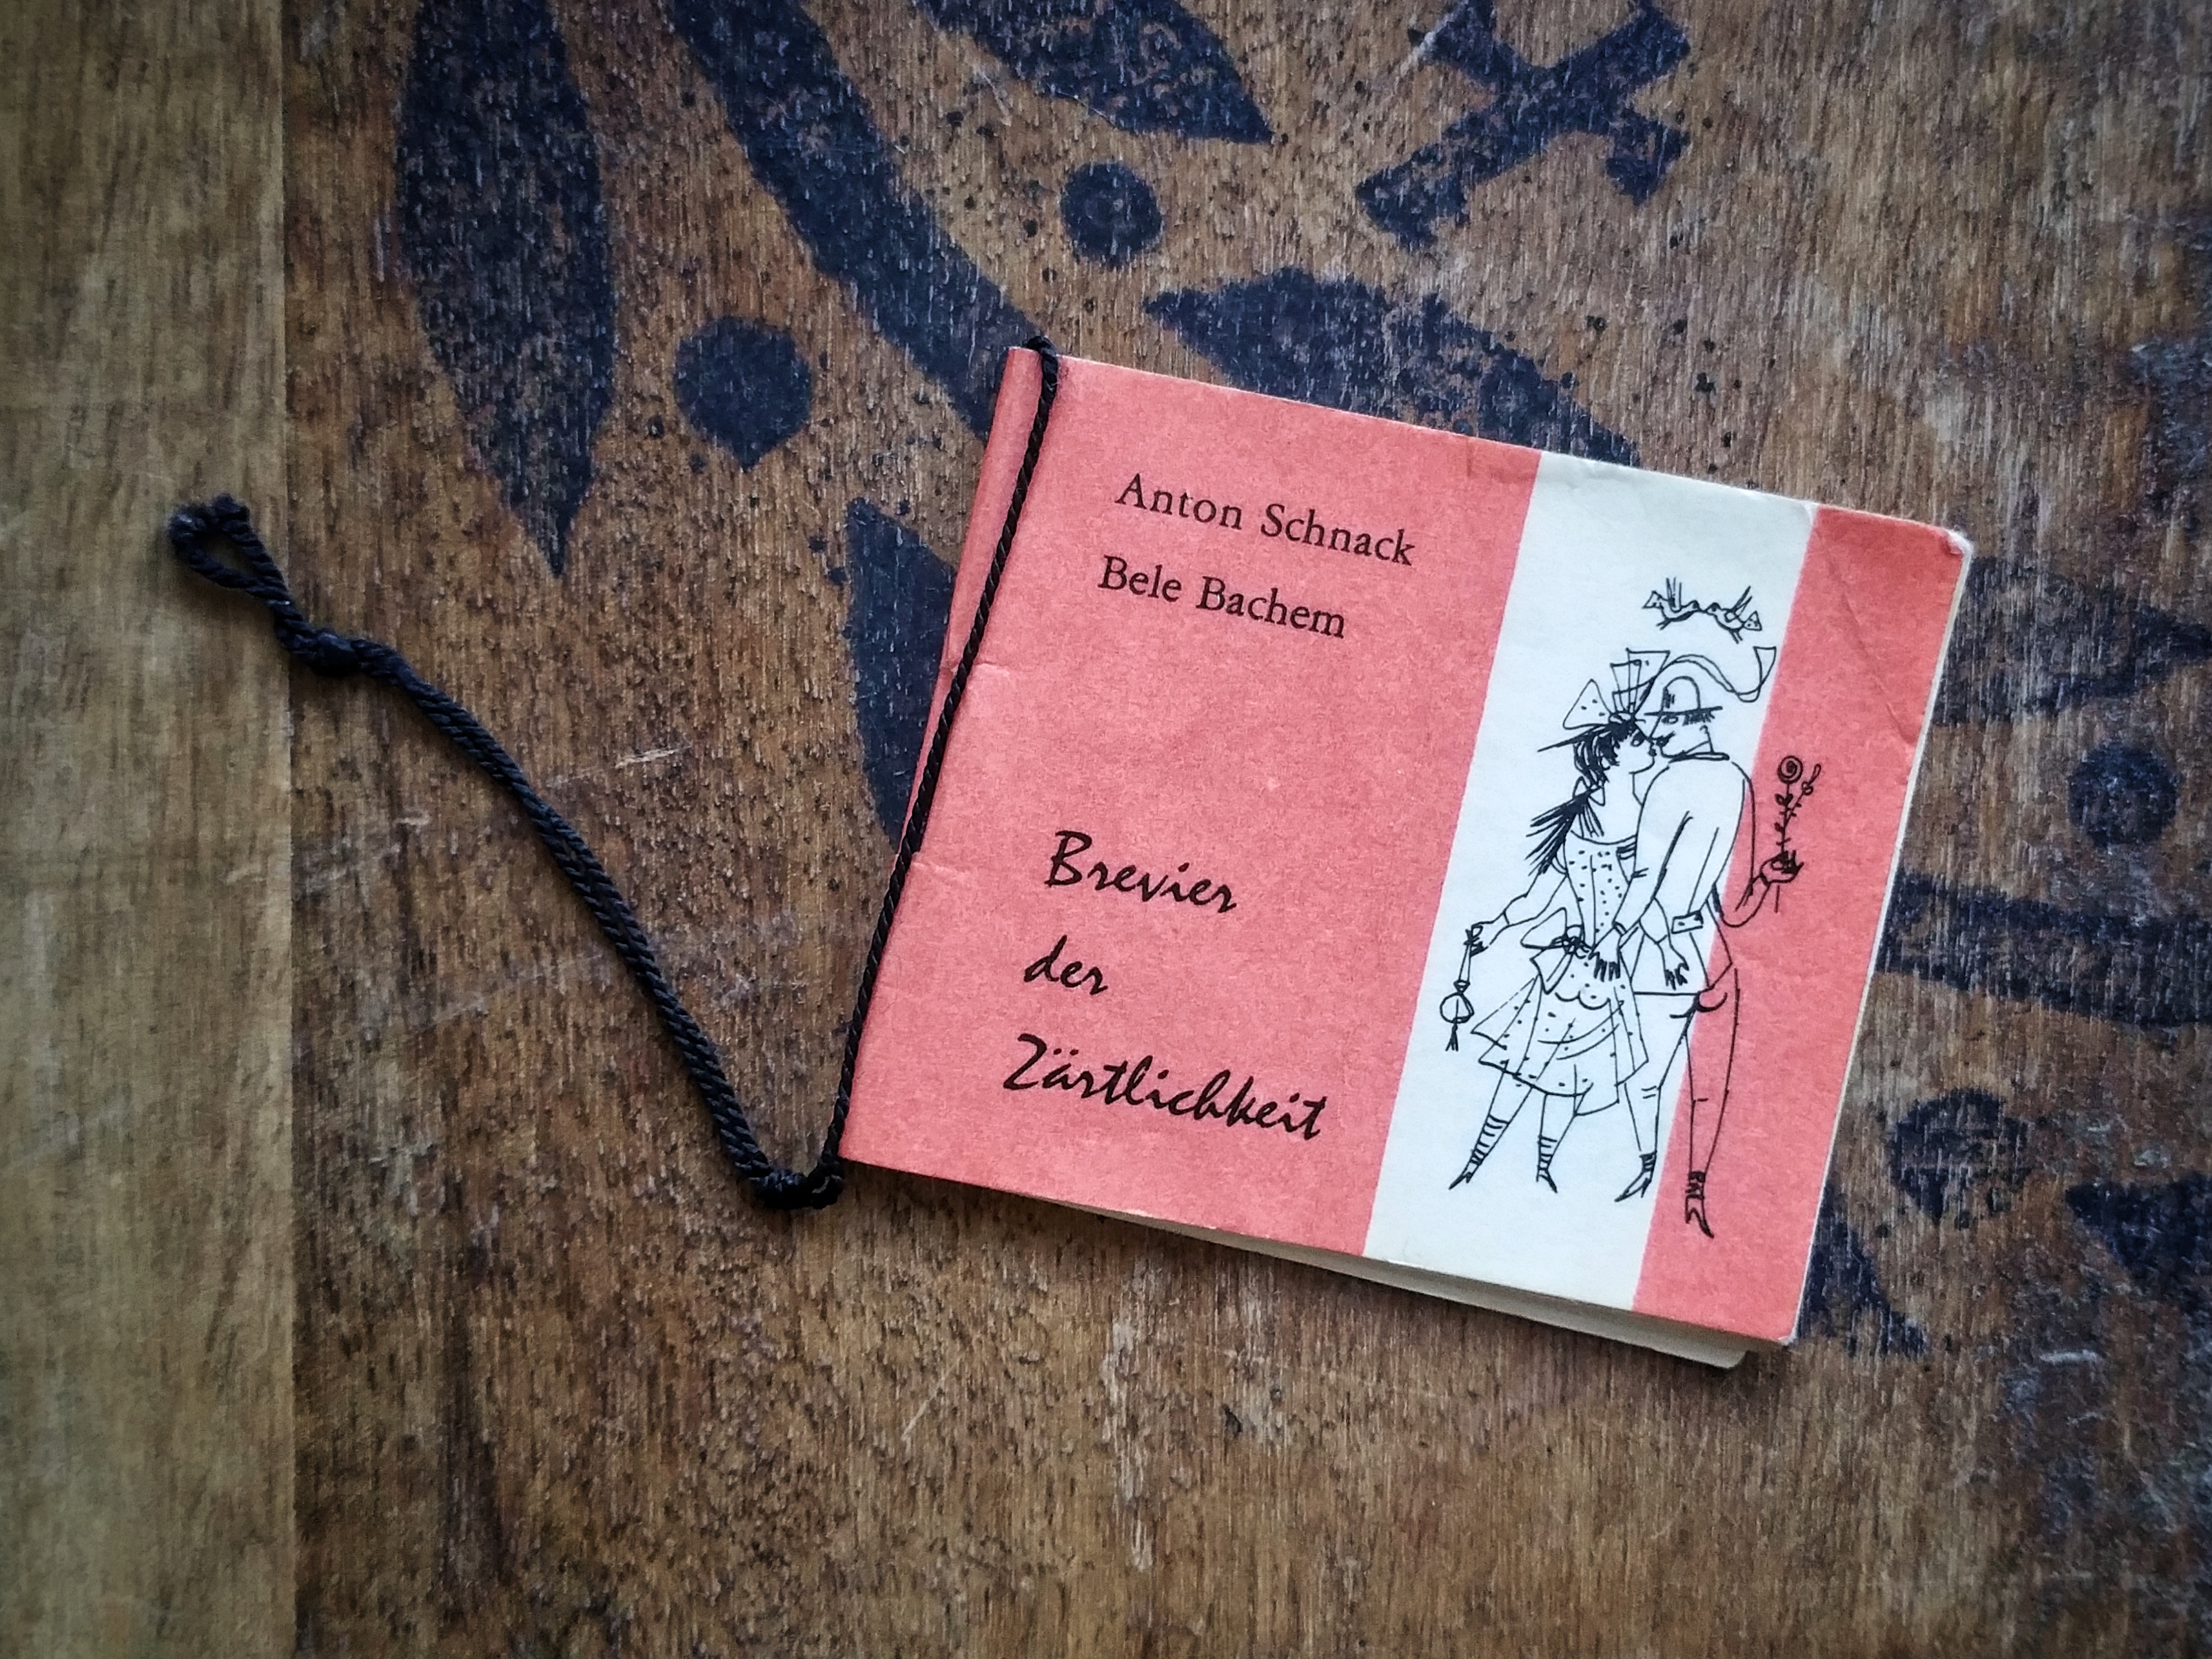 Anton Schnack
Bele Bachem
Brevier
der
Zärtlichkeit